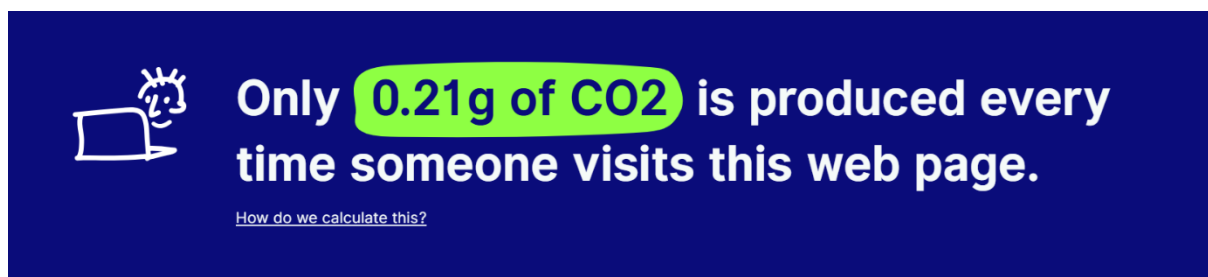 Only 0.21g of CO2 is produced every
time someone visits this web page.
How do we calculate this?